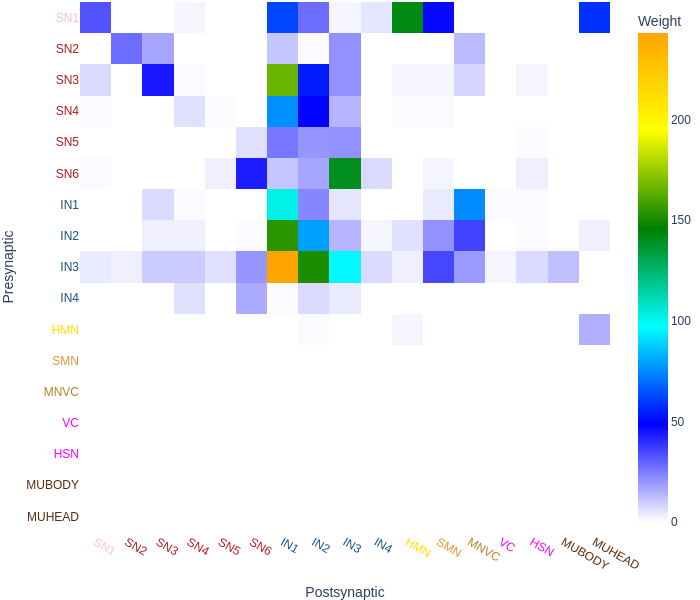 Weight
SN1
SN2
SN3
SN4
SN5
SN6
IN1
IN2
IN3
IN4
HMN
SMN
MNVC
VC
HSN
MUBODY
MUHEAD
Presynaptic
200
150
100
50
0
SN1 SN2 SN3 SN4 SN5 SN6 IN1 IN2 IN3 IN4 HMN SMN MNVC VC HSN MUBODY MUHEAD
Postsynaptic